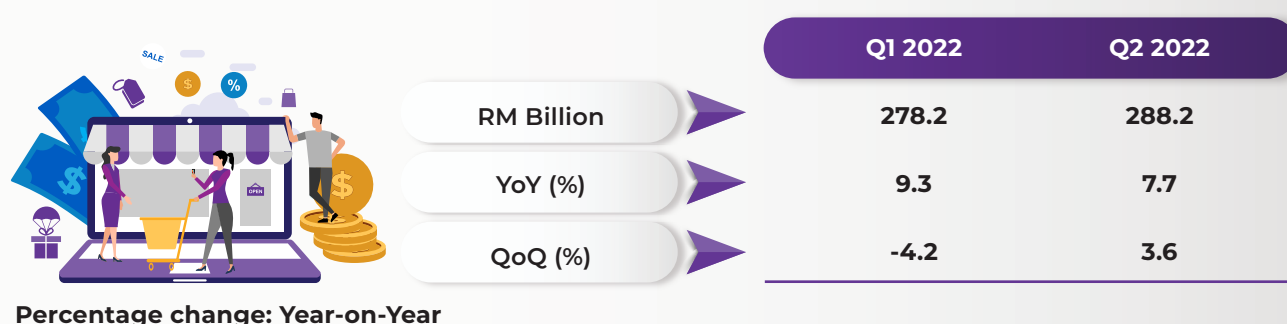 Q1 2022 Q2 2022
SALE
$ %
RM Billion 278.2 288.2
YoY (%) 9.3 7.7
$ $
OPEN
QoQ (%) -4.2 3.6
Percentage change: Year-on-Year